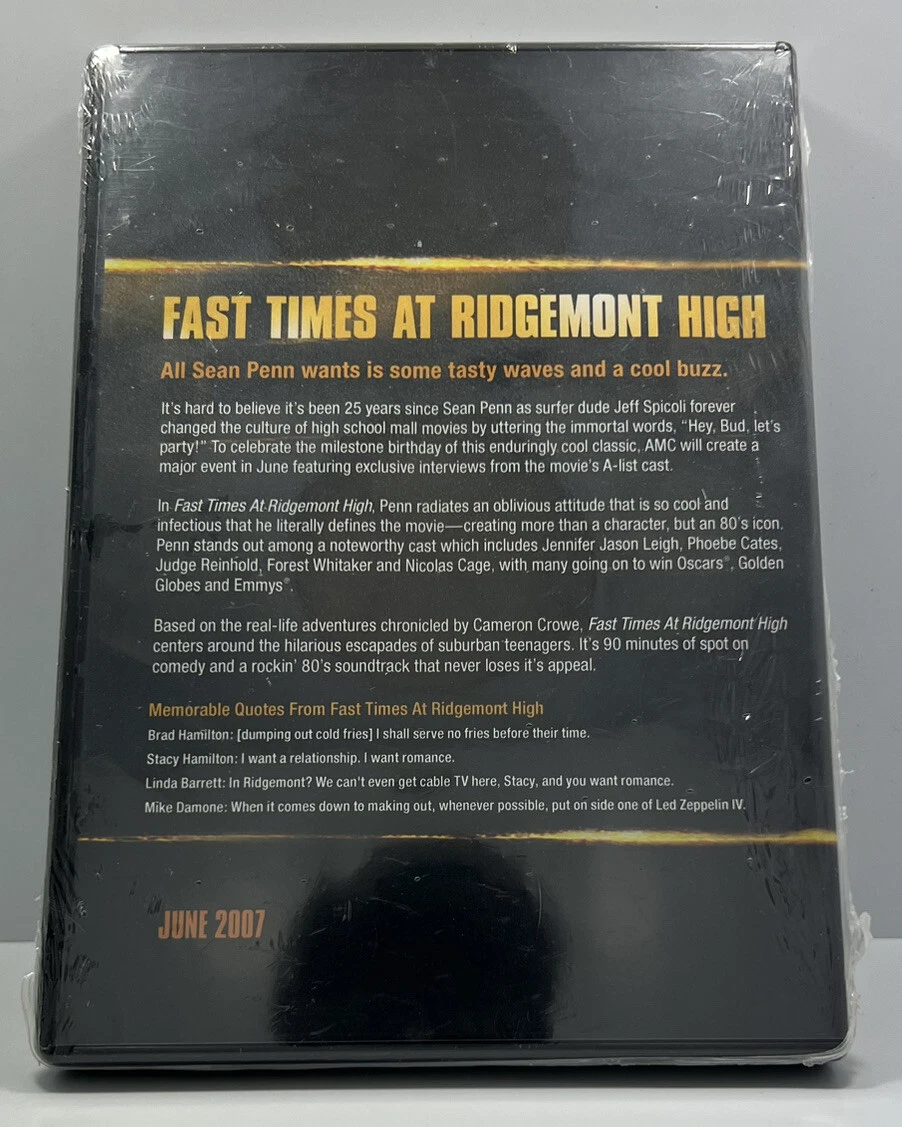 FAST TIMES AT RIDGEMONT HIGH
All Sean Penn wants is some tasty waves and a cool buzz.
It's hard to believe it's been 25 years since Sean Penn as surfer dude Jeff Spicoli forever
changed the culture of high school mall movies by uttering the immortal words, "Hey, Bud, let's
party!" To celebrate the milestone birthday of this enduringly cool classic, AMC will create a
major event in June featuring exclusive interviews from the movie's A-list cast.
In Fast Times At Ridgemont High, Penn radiates an oblivious attitude that is so cool and
infectious that he literally defines the movie—creating more than a character, but an 80's icon.
Penn stands out among a noteworthy cast which includes Jennifer Jason Leigh, Phoebe Cates,
Judge Reinhold, Forest Whitaker and Nicolas Cage, with many going on to win Oscars®, Golden
Globes and Emmys®.
Based on the real-life adventures chronicled by Cameron Crowe, Fast Times At Ridgemont High
centers around the hilarious escapades of suburban teenagers. It's 90 minutes of spot on
comedy and a rockin' 80's soundtrack that never loses it's appeal.
Memorable Quotes From Fast Times At Ridgemont High
Brad Hamilton: [dumping out cold fries] I shall serve no fries before their time.
Stacy Hamilton: I want a relationship. I want romance.
Linda Barrett: In Ridgemont? We can't even get cable TV here, Stacy, and you want romance.
Mike Damone: When it comes down to making out, whenever possible, put on side one of Led Zeppelin IV.
JUNE 2007